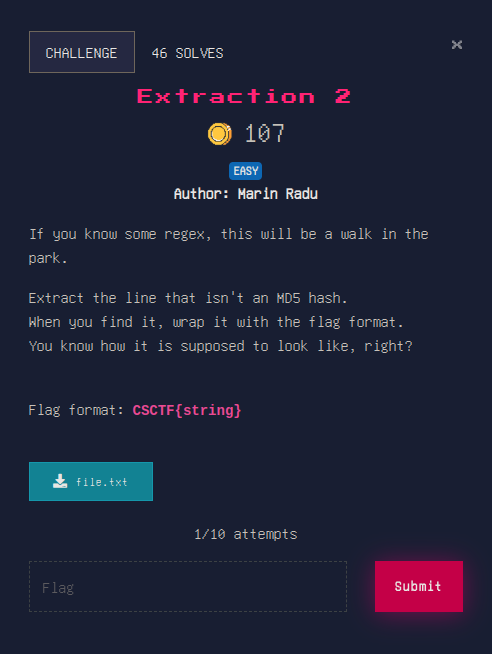 CHALLENGE
46 SOLVES
×
Extraction 2
107
EASY
Author: Marin Radu
If you know some regex, this will be a walk in the
park.
Extract the line that isn't an MD5 hash.
When you find it, wrap it with the flag format.
You know how it is supposed to look like, right?
Flag format: CSCTF{string}
file.txt
1/10 attempts
Flag
Submit